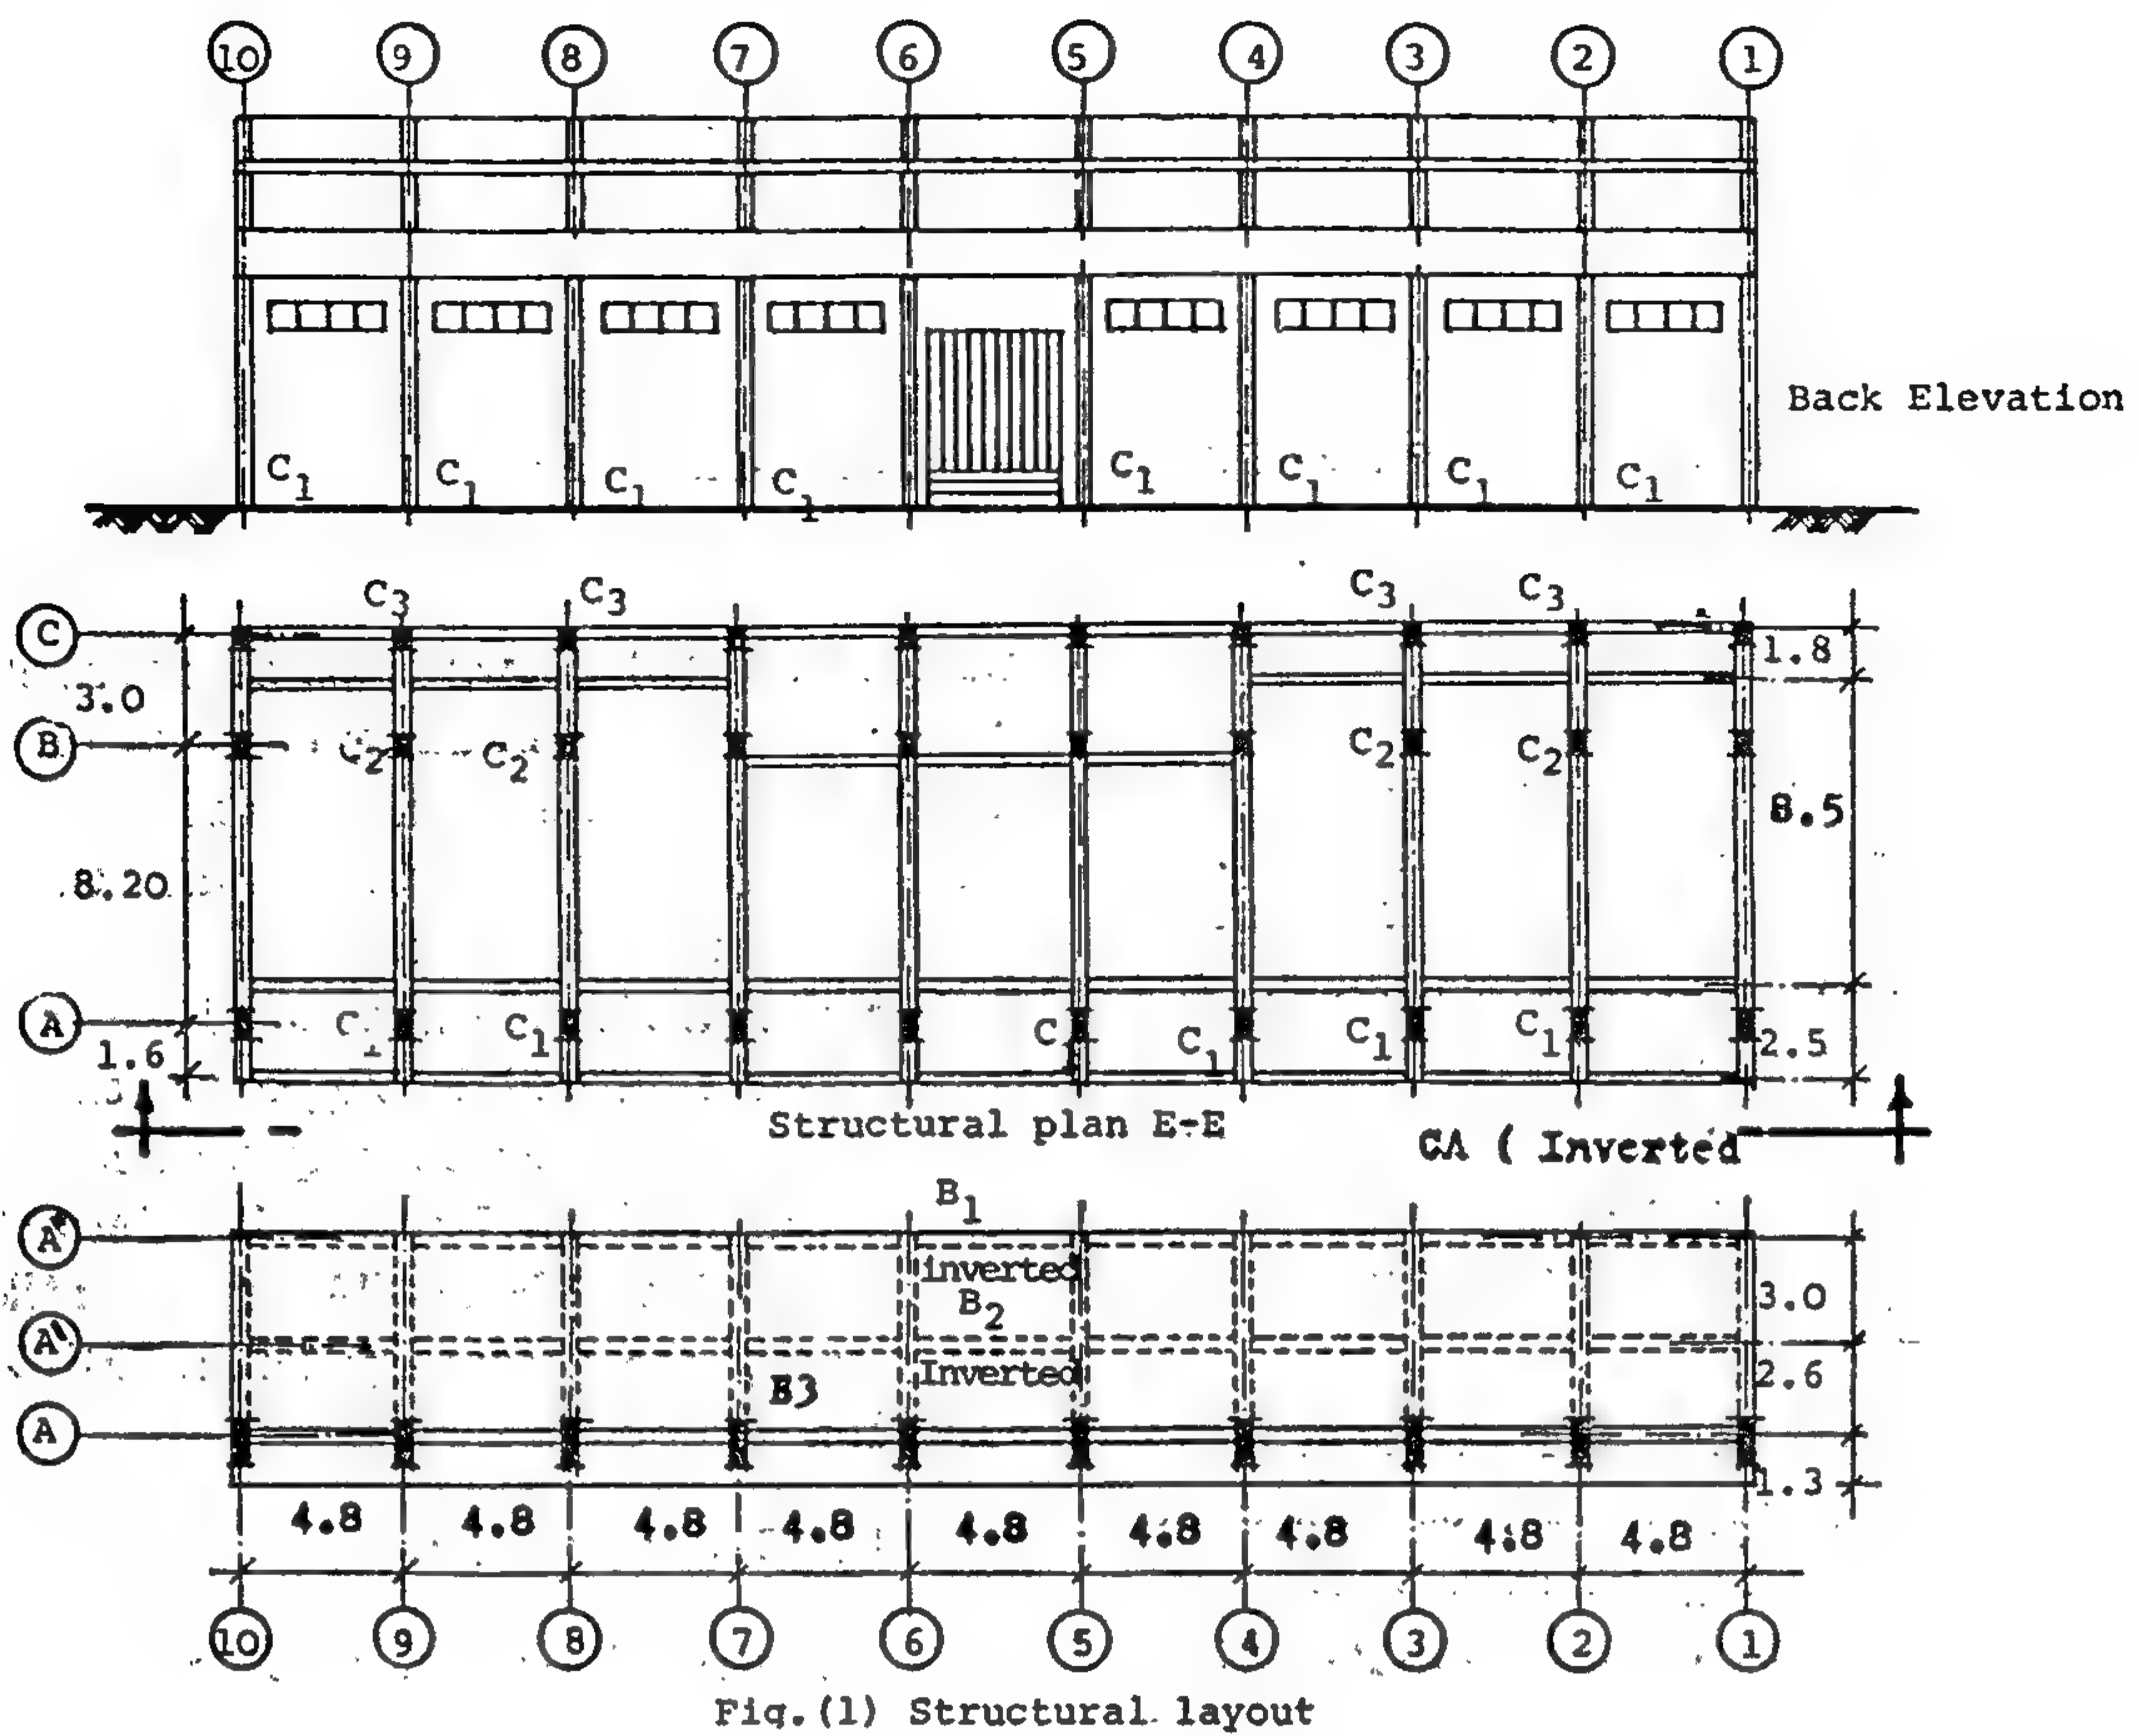 10 9 8 7 6 5 4 3 2 1
Back Elevation
C1 C1 C1 C1 C1 C1 C1 C1
C3 C3 C3 C3
C
1.8
3.0
B
C2 C2 C2 C2
8.5
8.20
A
C1 C1 C C1 C1 C1
1.6
2.5
Structural plan E-E
CA ( Inverted
B1
A"
inverted
3.0
B2
A'
Inverted
2.6
B3
A
1.3
4.8 4.8 4.8 4.8 4.8 4.8 4.8 4.8 4.8
10 9 8 7 6 5 4 3 2 1
Fig.(1) Structural layout